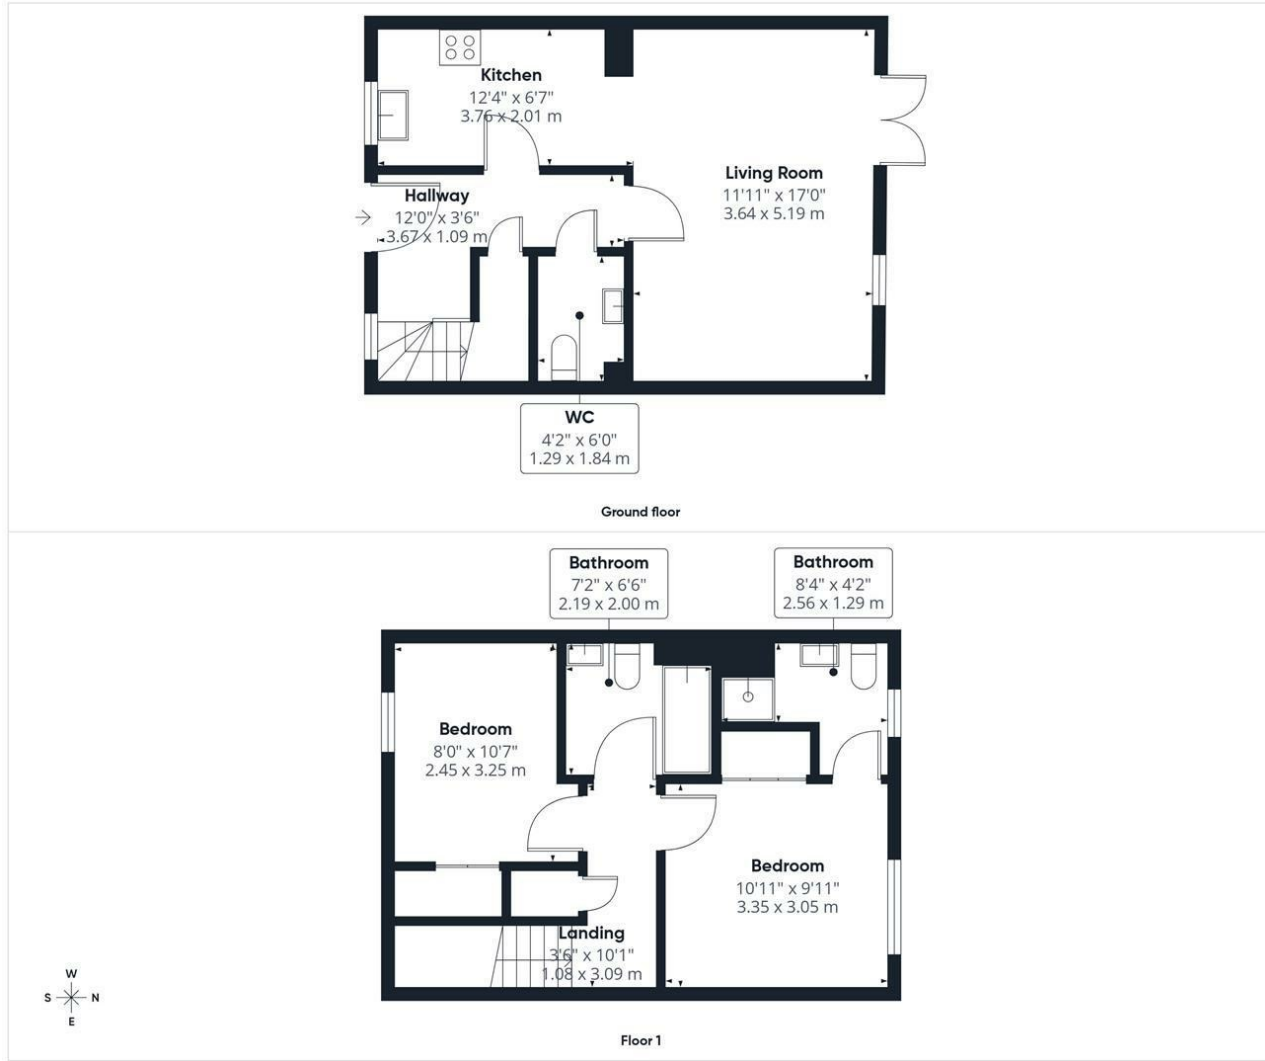 Kitchen
12'4" x 6'7"
3.76 x 2.01 m
Living Room
11'11" x 17'0"
3.64 x 5.19 m
Hallway
12'0" x 3'6"
3.67 x 1.09 m
WC
4'2" x 6'0"
1.29 x 1.84 m
Ground floor
Bathroom
7'2" x 6'6"
2.19 x 2.00 m
Bathroom
8'4" x 4'2"
2.56 x 1.29 m
Bedroom
8'0" x 10'7"
2.45 x 3.25 m
Bedroom
10'11" x 9'11"
3.35 x 3.05 m
Landing
3'6" x 10'1"
1.08 x 3.09 m
W
S N
E
Floor 1